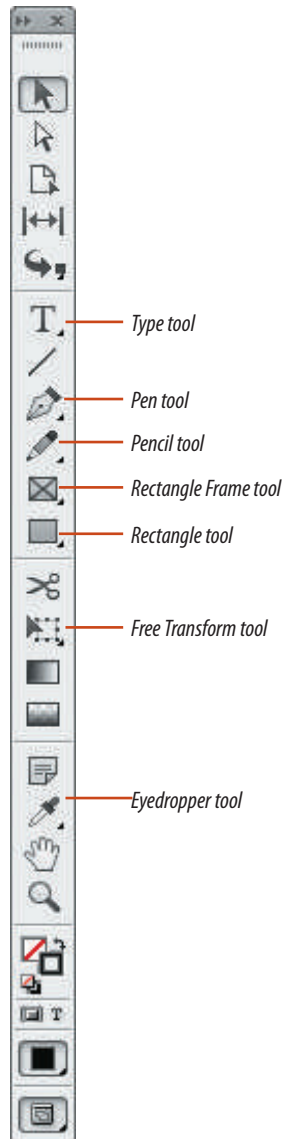 T
Type tool
Pen tool
Pencil tool
Rectangle Frame tool
Rectangle tool
Free Transform tool
Eyedropper tool
T